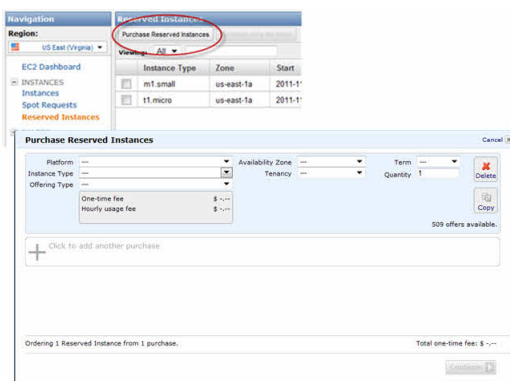 Navigation
Reserved Instances
Region:
US East (Virginia)
Purchase Reserved Instances
Viewing: All
EC2 Dashboard
Instance Type Zone Start
INSTANCES
Instances
m1.small us-east-1a 2011-1
Spot Requests
t1.micro us-east-1a 2011-1
Reserved Instances
Purchase Reserved Instances
Cancel
Platform --- Availability Zone --- Term ---
Instance Type --- Tenancy --- Quantity 1
Delete
Offering Type ---
One-time fee $ -.--
Hourly usage fee $ -.--
Copy
509 offers available.
Click to add another purchase
Ordering 1 Reserved Instance from 1 purchase.
Total one-time fee: $ -.--
Continue